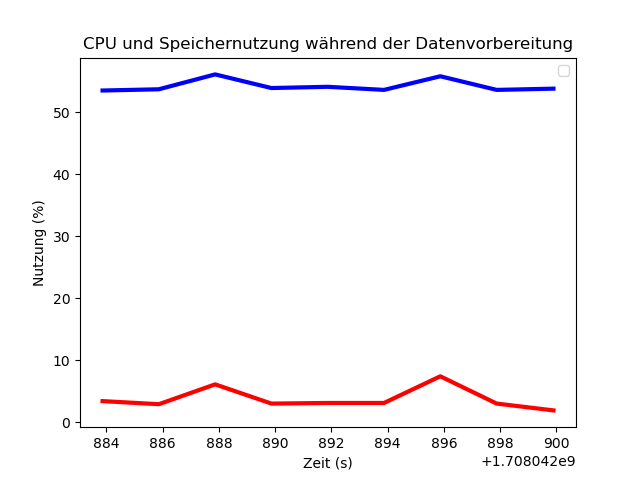 CPU und Speichernutzung während der Datenvorbereitung
Nutzung (%)
50
40
30
20
10
0
884 886 888 890 892 894 896 898 900
Zeit (s)
+1.708042e9